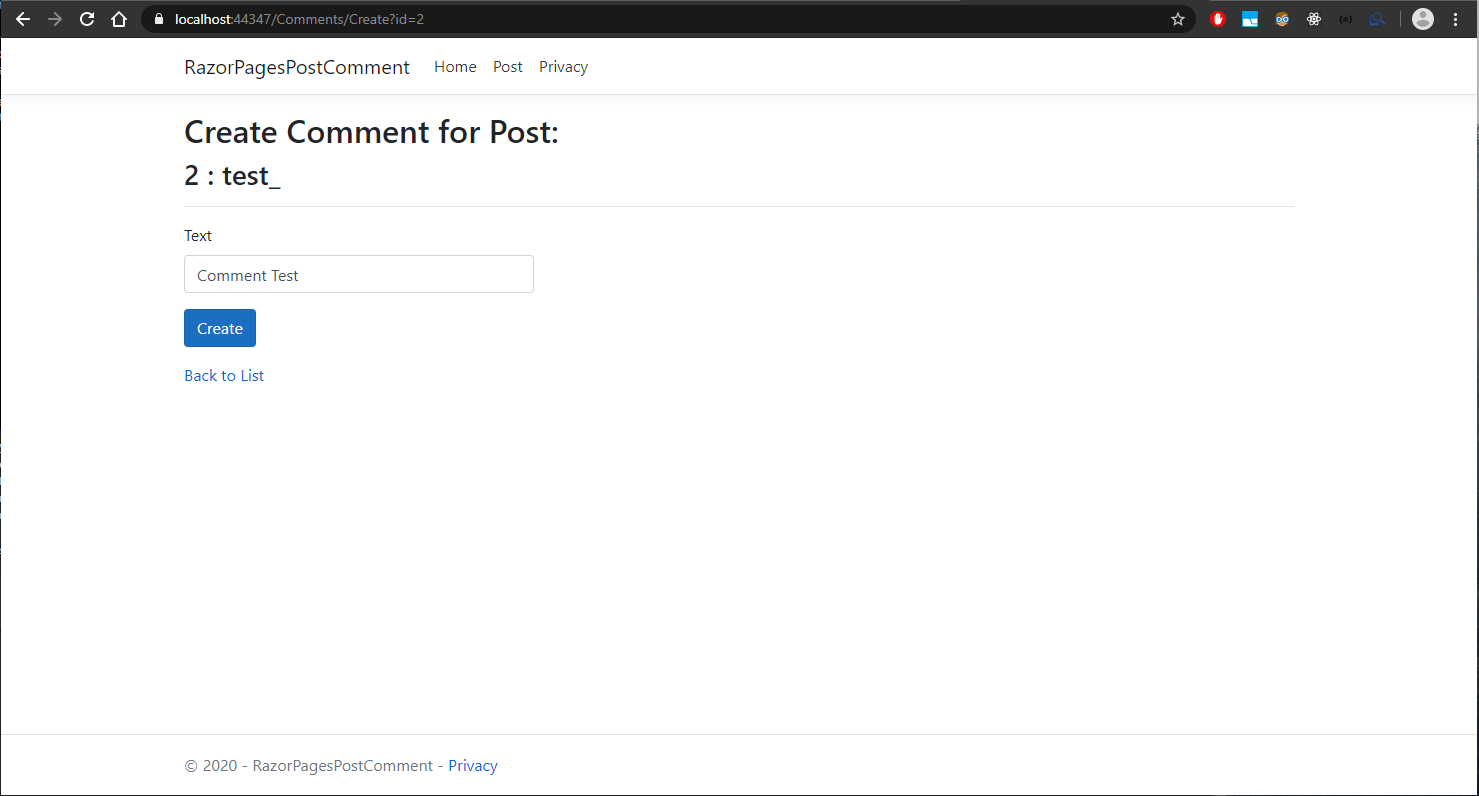 localhost:44347/Comments/Create?id=2
RazorPagesPostComment Home Post Privacy
Create Comment for Post:
2 : test_
Text
Comment Test
Create
Back to List
© 2020 - RazorPagesPostComment - Privacy